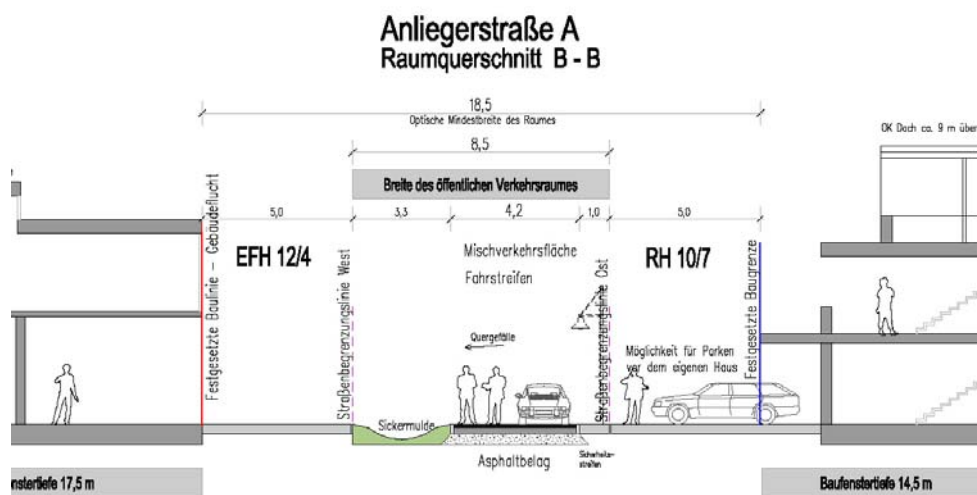 Anliegerstraße A
Raumquerschnitt B - B
18,5
Optische Mindestbreite des Raumes
8,5
OK Dach ca. 9 m über
Breite des öffentlichen Verkehrsraumes
5,0
3,3
4,2
1,0
5,0
EFH 12/4
Mischverkehrsfläche
Fahrstreifen
RH 10/7
Festgesetzte Baulinie - Gebäudeflucht
Straßenbegrenzungslinie West
Straßenbegrenzungslinie Ost
Festgesetzte Baugrenze
Quergefälle
Möglichkeit für Parken
vor dem eigenen Haus
Sickermulde
Asphaltbelag
Sicherheits-
streifen
nstertiefe 17,5 m
Baufenstertiefe 14,5 m